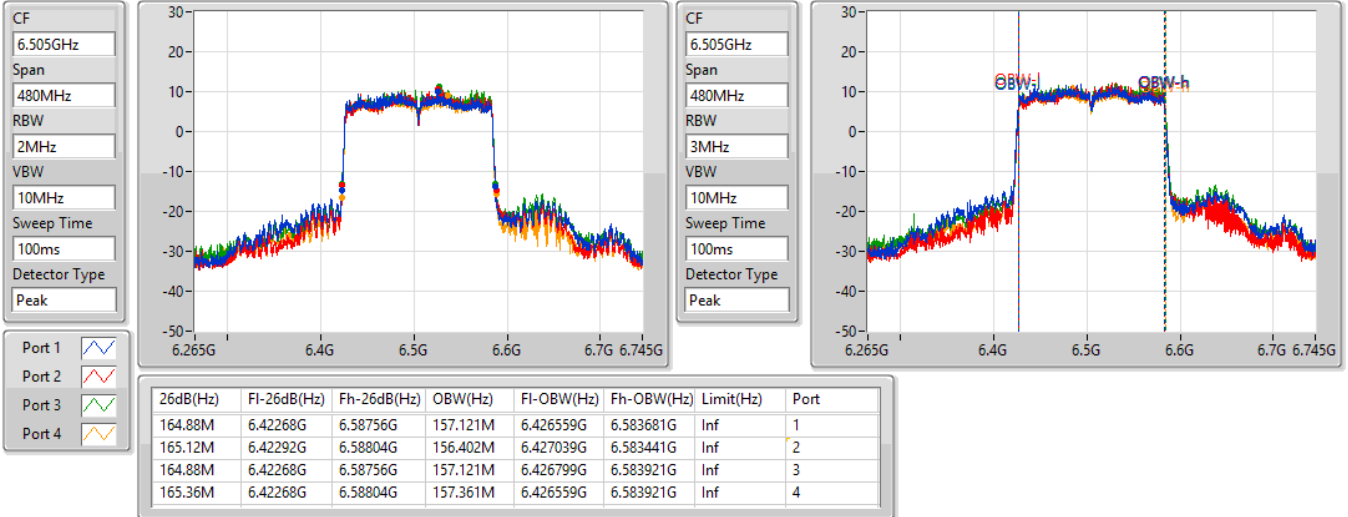 CF
6.505GHz
Span
480MHz
RBW
2MHz
VBW
10MHz
Sweep Time
100ms
Detector Type
Peak
30
20
10
0
-10
-20
-30
-40
-50
6.265G 6.4G 6.5G 6.6G 6.7G 6.745G
CF
6.505GHz
Span
480MHz
RBW
3MHz
VBW
10MHz
Sweep Time
100ms
Detector Type
Peak
30
20
10
0
-10
-20
-30
-40
-50
OBW-l OBW-h
6.265G 6.4G 6.5G 6.6G 6.7G 6.745G
Port 1
Port 2
Port 3
Port 4
26dB(Hz) Fl-26dB(Hz) Fh-26dB(Hz) OBW(Hz) Fl-OBW(Hz) Fh-OBW(Hz) Limit(Hz) Port
164.88M 6.42268G 6.58756G 157.121M 6.426559G 6.583681G Inf 1
165.12M 6.42292G 6.58804G 156.402M 6.427039G 6.583441G Inf 2
164.88M 6.42268G 6.58756G 157.121M 6.426799G 6.583921G Inf 3
165.36M 6.42268G 6.58804G 157.361M 6.426559G 6.583921G Inf 4